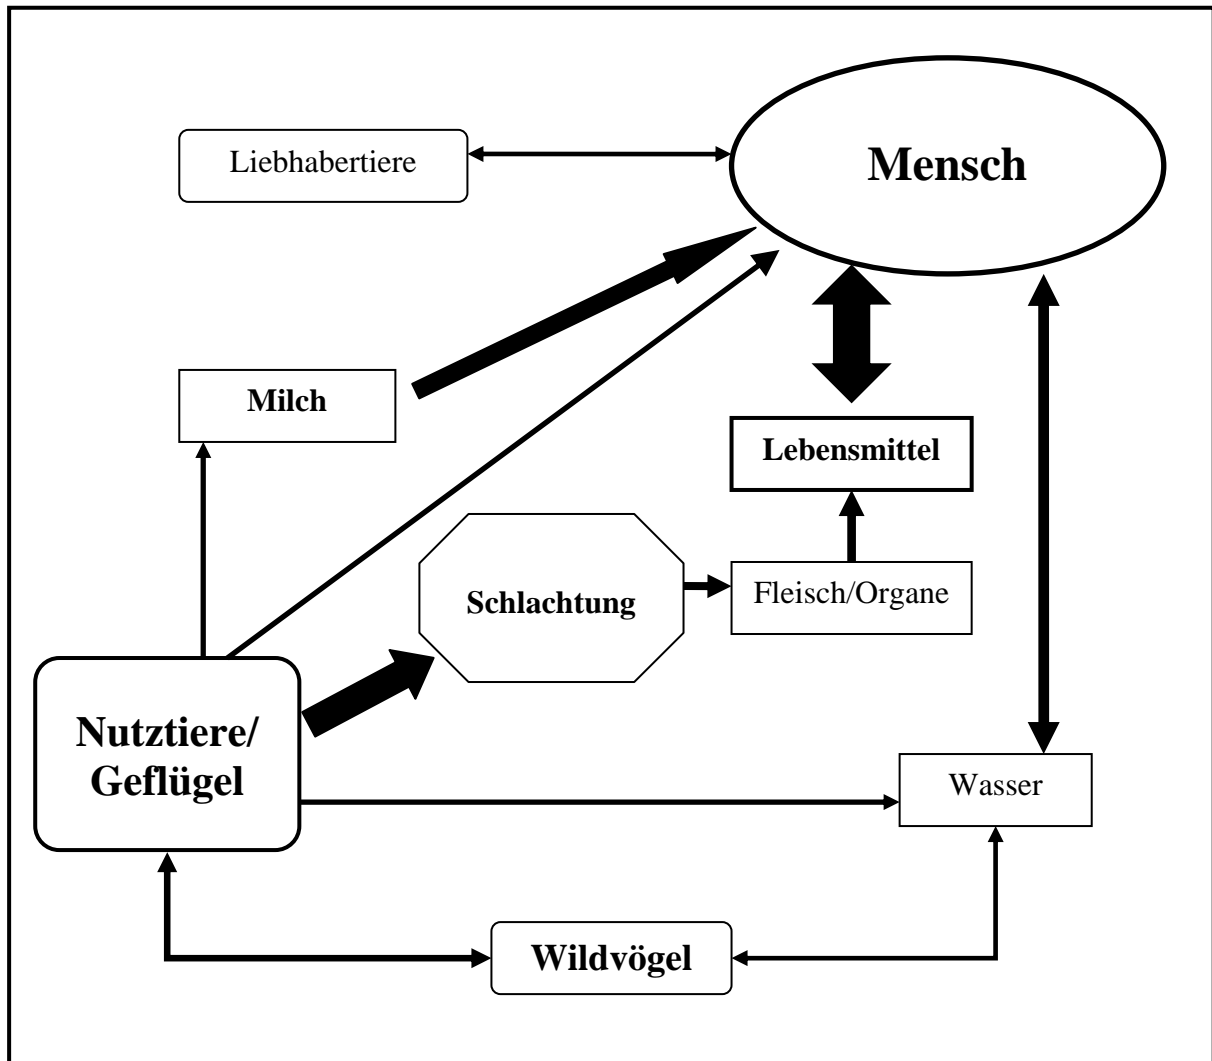 Mensch
Liebhabertiere
Milch
Lebensmittel
Schlachtung
Fleisch/Organe
Nutztiere/
Geflügel
Wasser
Wildvögel